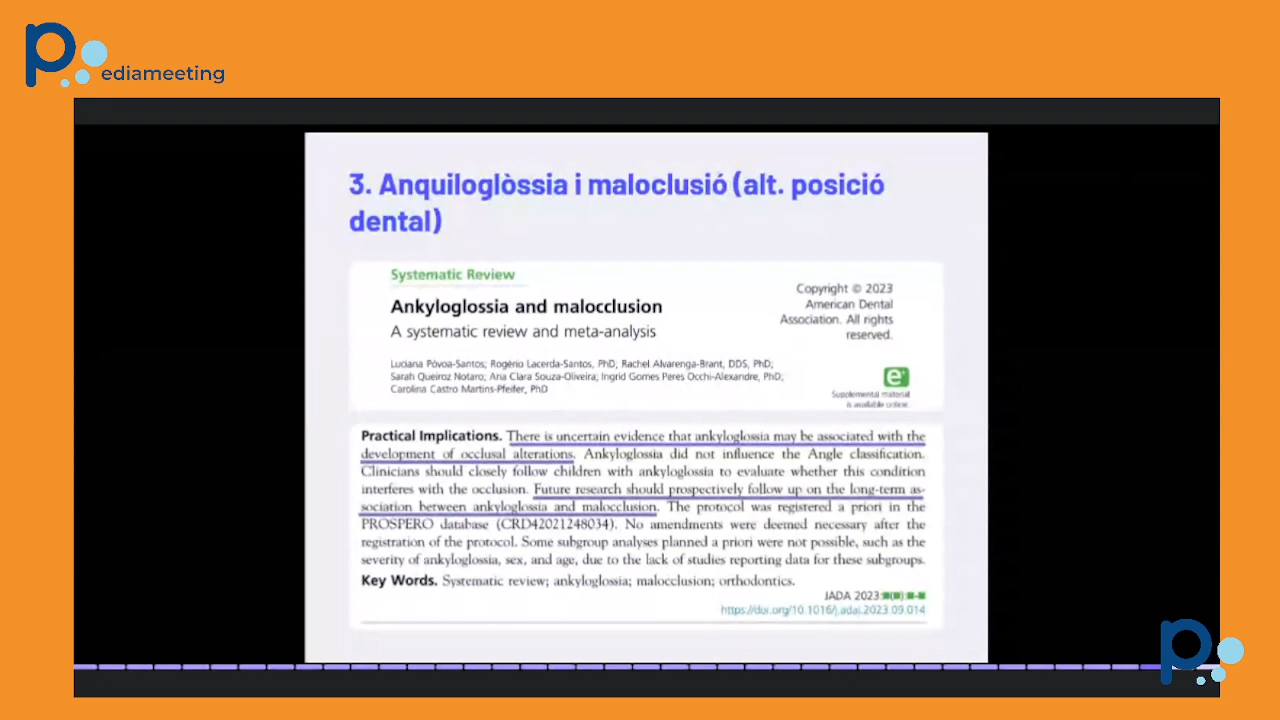 pediameeting
3. Anquiloglòssia i maloclusió (alt. posició
dental)
Systematic Review
Ankyloglossia and malocclusion
A systematic review and meta-analysis
Copyright © 2023
American Dental
Association. All rights
reserved.
Luciana Póvoa-Santos; Rogério Lacerda-Santos, PhD; Rachel Alvarenga-Brant, DDS, PhD;
Sarah Queiroz Notaro; Ana Clara Souza-Oliveira; Ingrid Gomes Peres Occhi-Alexandre, PhD;
Carolina Castro Martins-Pfeifer, PhD
e+
Supplemental material
is available online.
Practical Implications. There is uncertain evidence that ankyloglossia may be associated with the
development of occlusal alterations. Ankyloglossia did not influence the Angle classification.
Clinicians should closely follow children with ankyloglossia to evaluate whether this condition
interferes with the occlusion. Future research should prospectively follow up on the long-term as-
sociation between ankyloglossia and malocclusion. The protocol was registered a priori in the
PROSPERO database (CRD42021248034). No amendments were deemed necessary after the
registration of the protocol. Some subgroup analyses planned a priori were not possible, such as the
severity of ankyloglossia, sex, and age, due to the lack of studies reporting data for these subgroups.
Key Words. Systematic review; ankyloglossia; malocclusion; orthodontics.
JADA 2023:■(■):■-■
https://doi.org/10.1016/j.adaj.2023.09.014
p